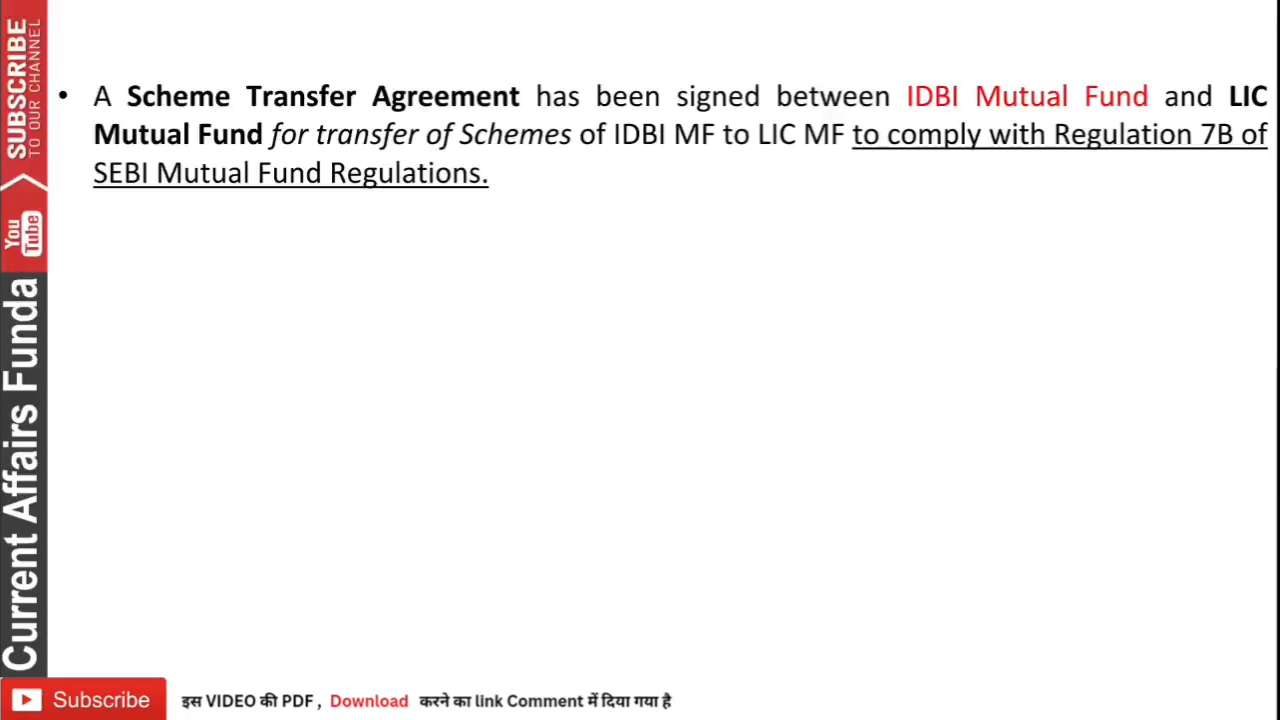 • A Scheme Transfer Agreement has been signed between IDBI Mutual Fund and LIC
Mutual Fund for transfer of Schemes of IDBI MF to LIC MF to comply with Regulation 7B of
SEBI Mutual Fund Regulations.
SUBSCRIBE
TO OUR CHANNEL
You Tube
Current Affairs Funda
Subscribe
इस VIDEO की PDF , Download करने का link Comment में दिया गया है